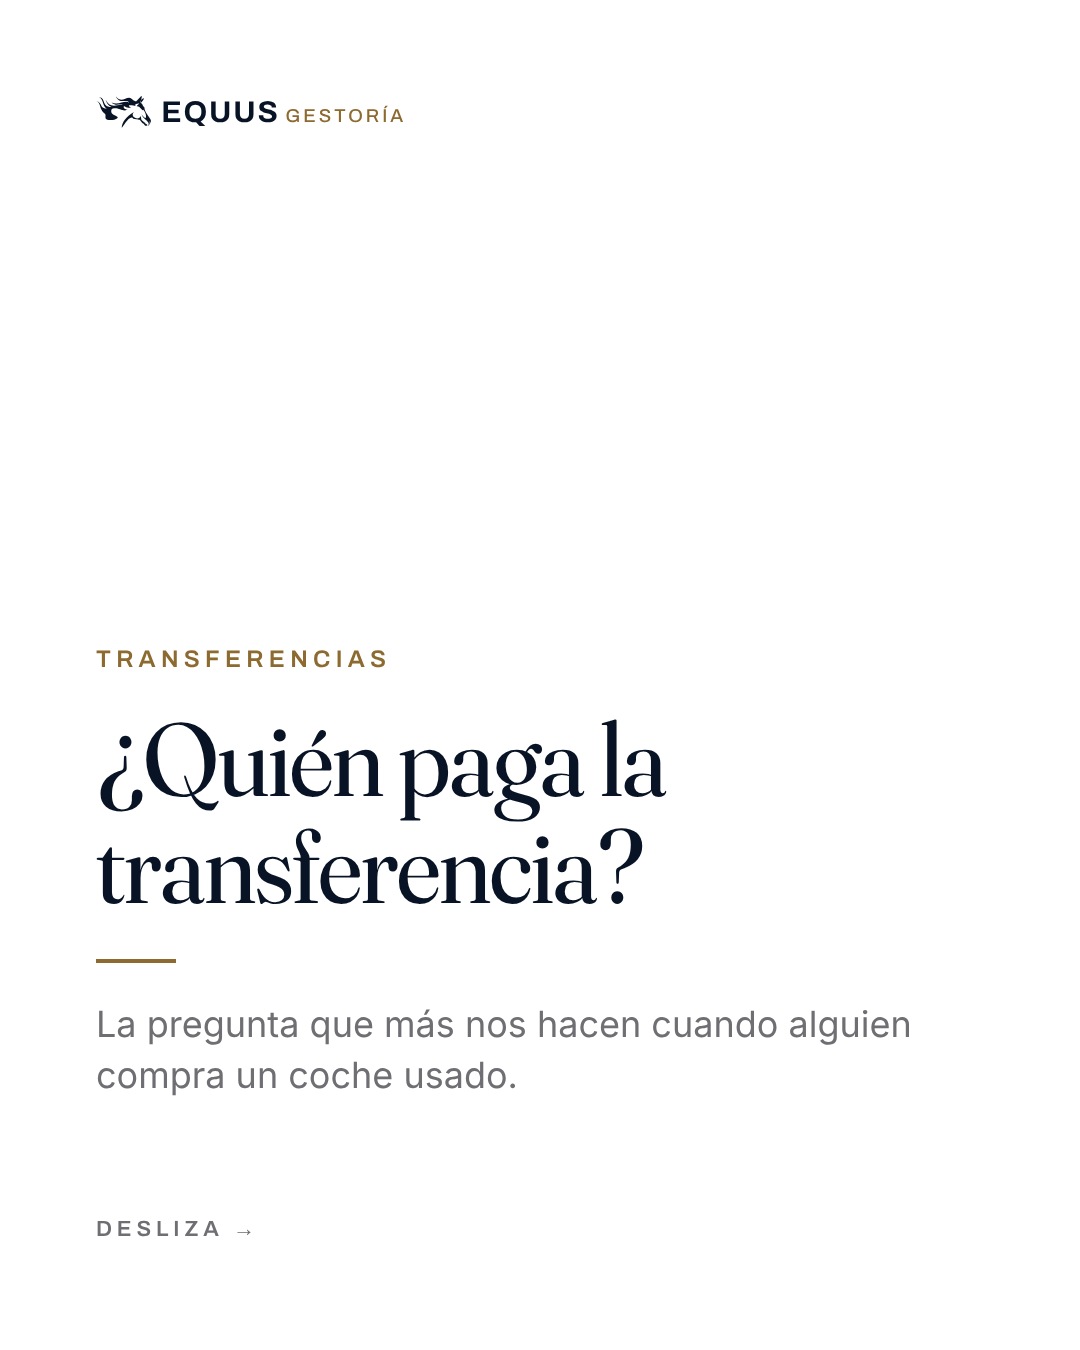 EQUUS GESTORÍA
TRANSFERENCIAS
¿Quién paga la
transferencia?
La pregunta que más nos hacen cuando alguien
compra un coche usado.
DESLIZA →